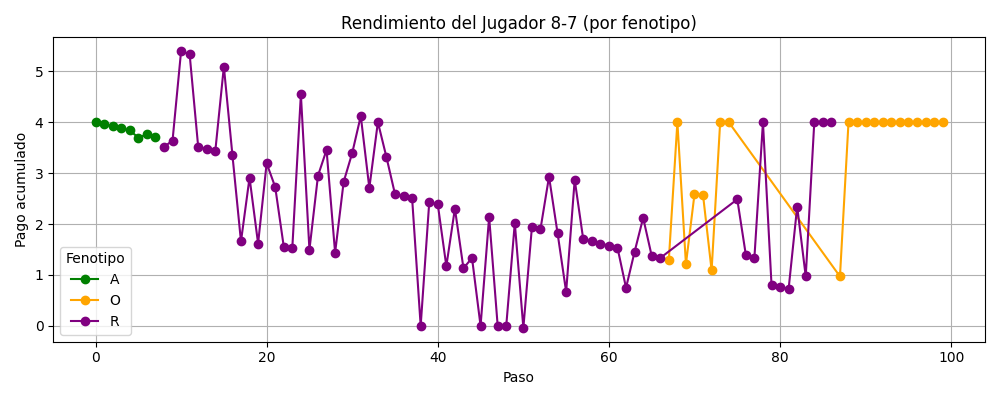 Rendimiento del Jugador 8-7 (por fenotipo)
Pago acumulado
5
4
3
2
1
0
Fenotipo
A
O
R
0 20 40 60 80 100
Paso